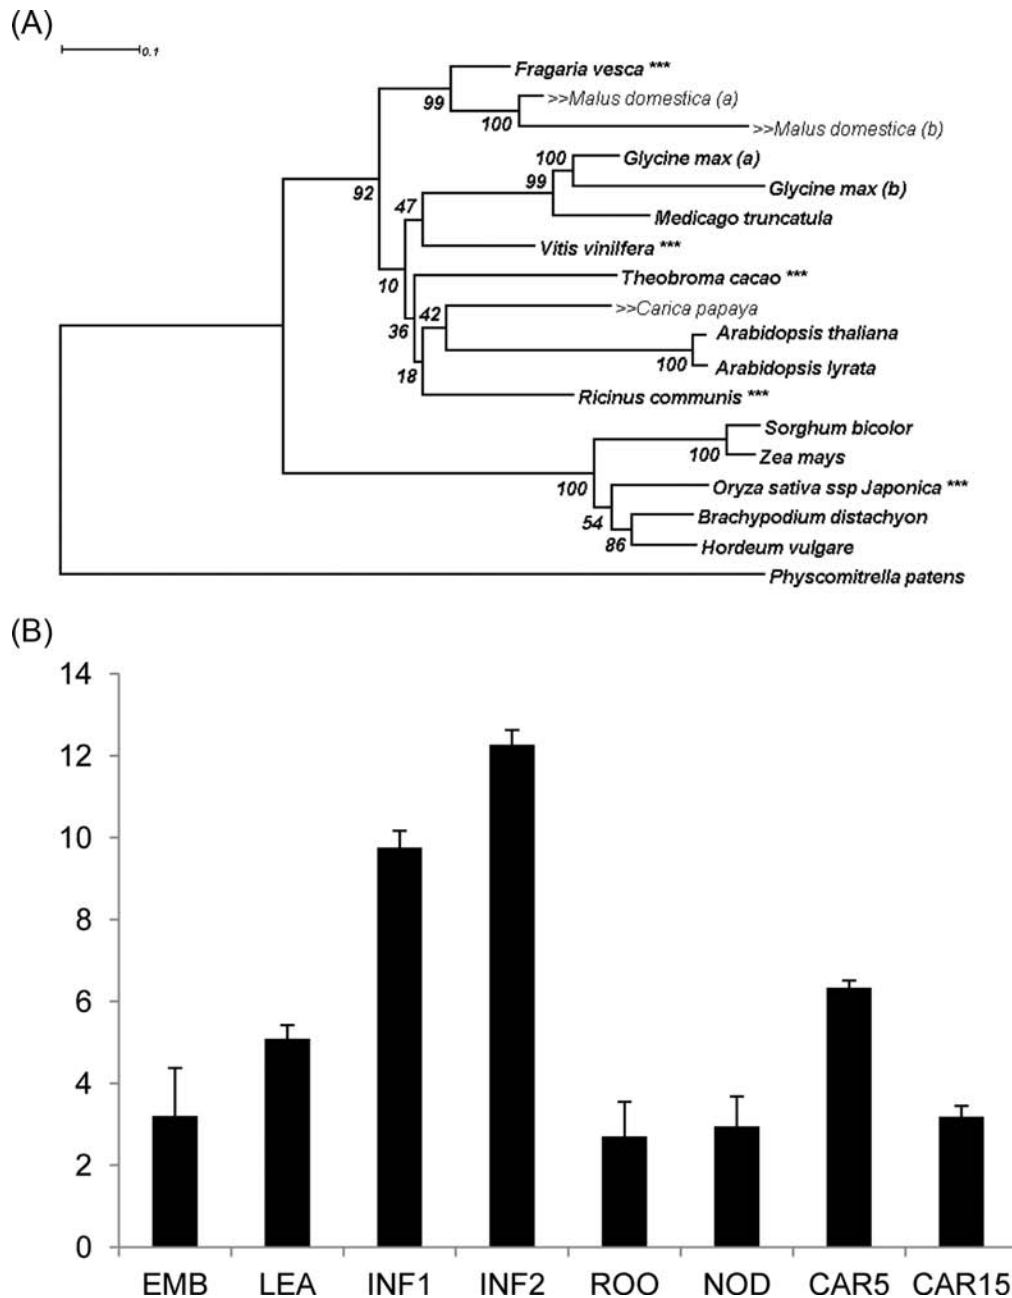 (A)
0.1
Fragaria vesca ***
>>Malus domestica (a)
99
100
>>Malus domestica (b)
100
Glycine max (a)
99
Glycine max (b)
92
47
Medicago truncatula
Vitis vinilfera ***
10
Theobroma cacao ***
42
>>Carica papaya
36
Arabidopsis thaliana
100
Arabidopsis lyrata
18
Ricinus communis ***
Sorghum bicolor
100
Zea mays
100
Oryza sativa ssp Japonica ***
54
Brachypodium distachyon
86
Hordeum vulgare
Physcomitrella patens
(B)
14
12
10
8
6
4
2
0
EMB LEA INF1 INF2 ROO NOD CAR5 CAR15